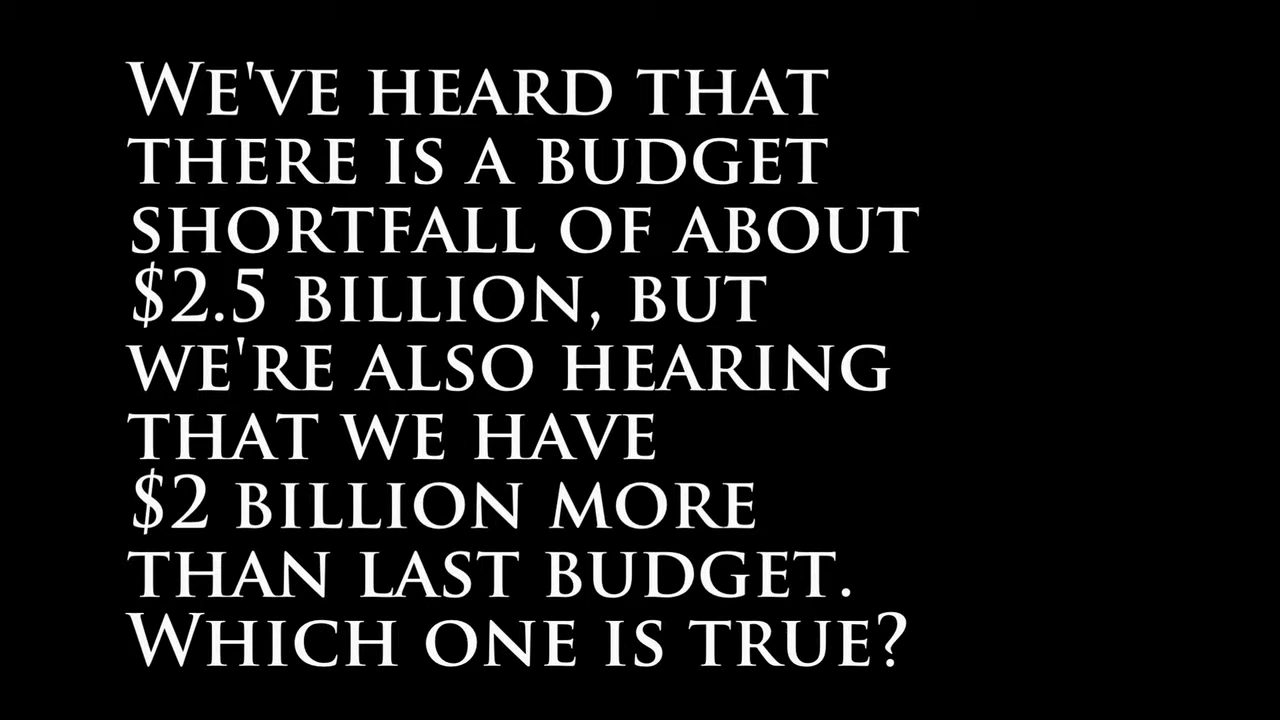 We've heard that
there is a budget
shortfall of about
$2.5 billion, but
we're also hearing
that we have
$2 billion more
than last budget.
Which one is true?